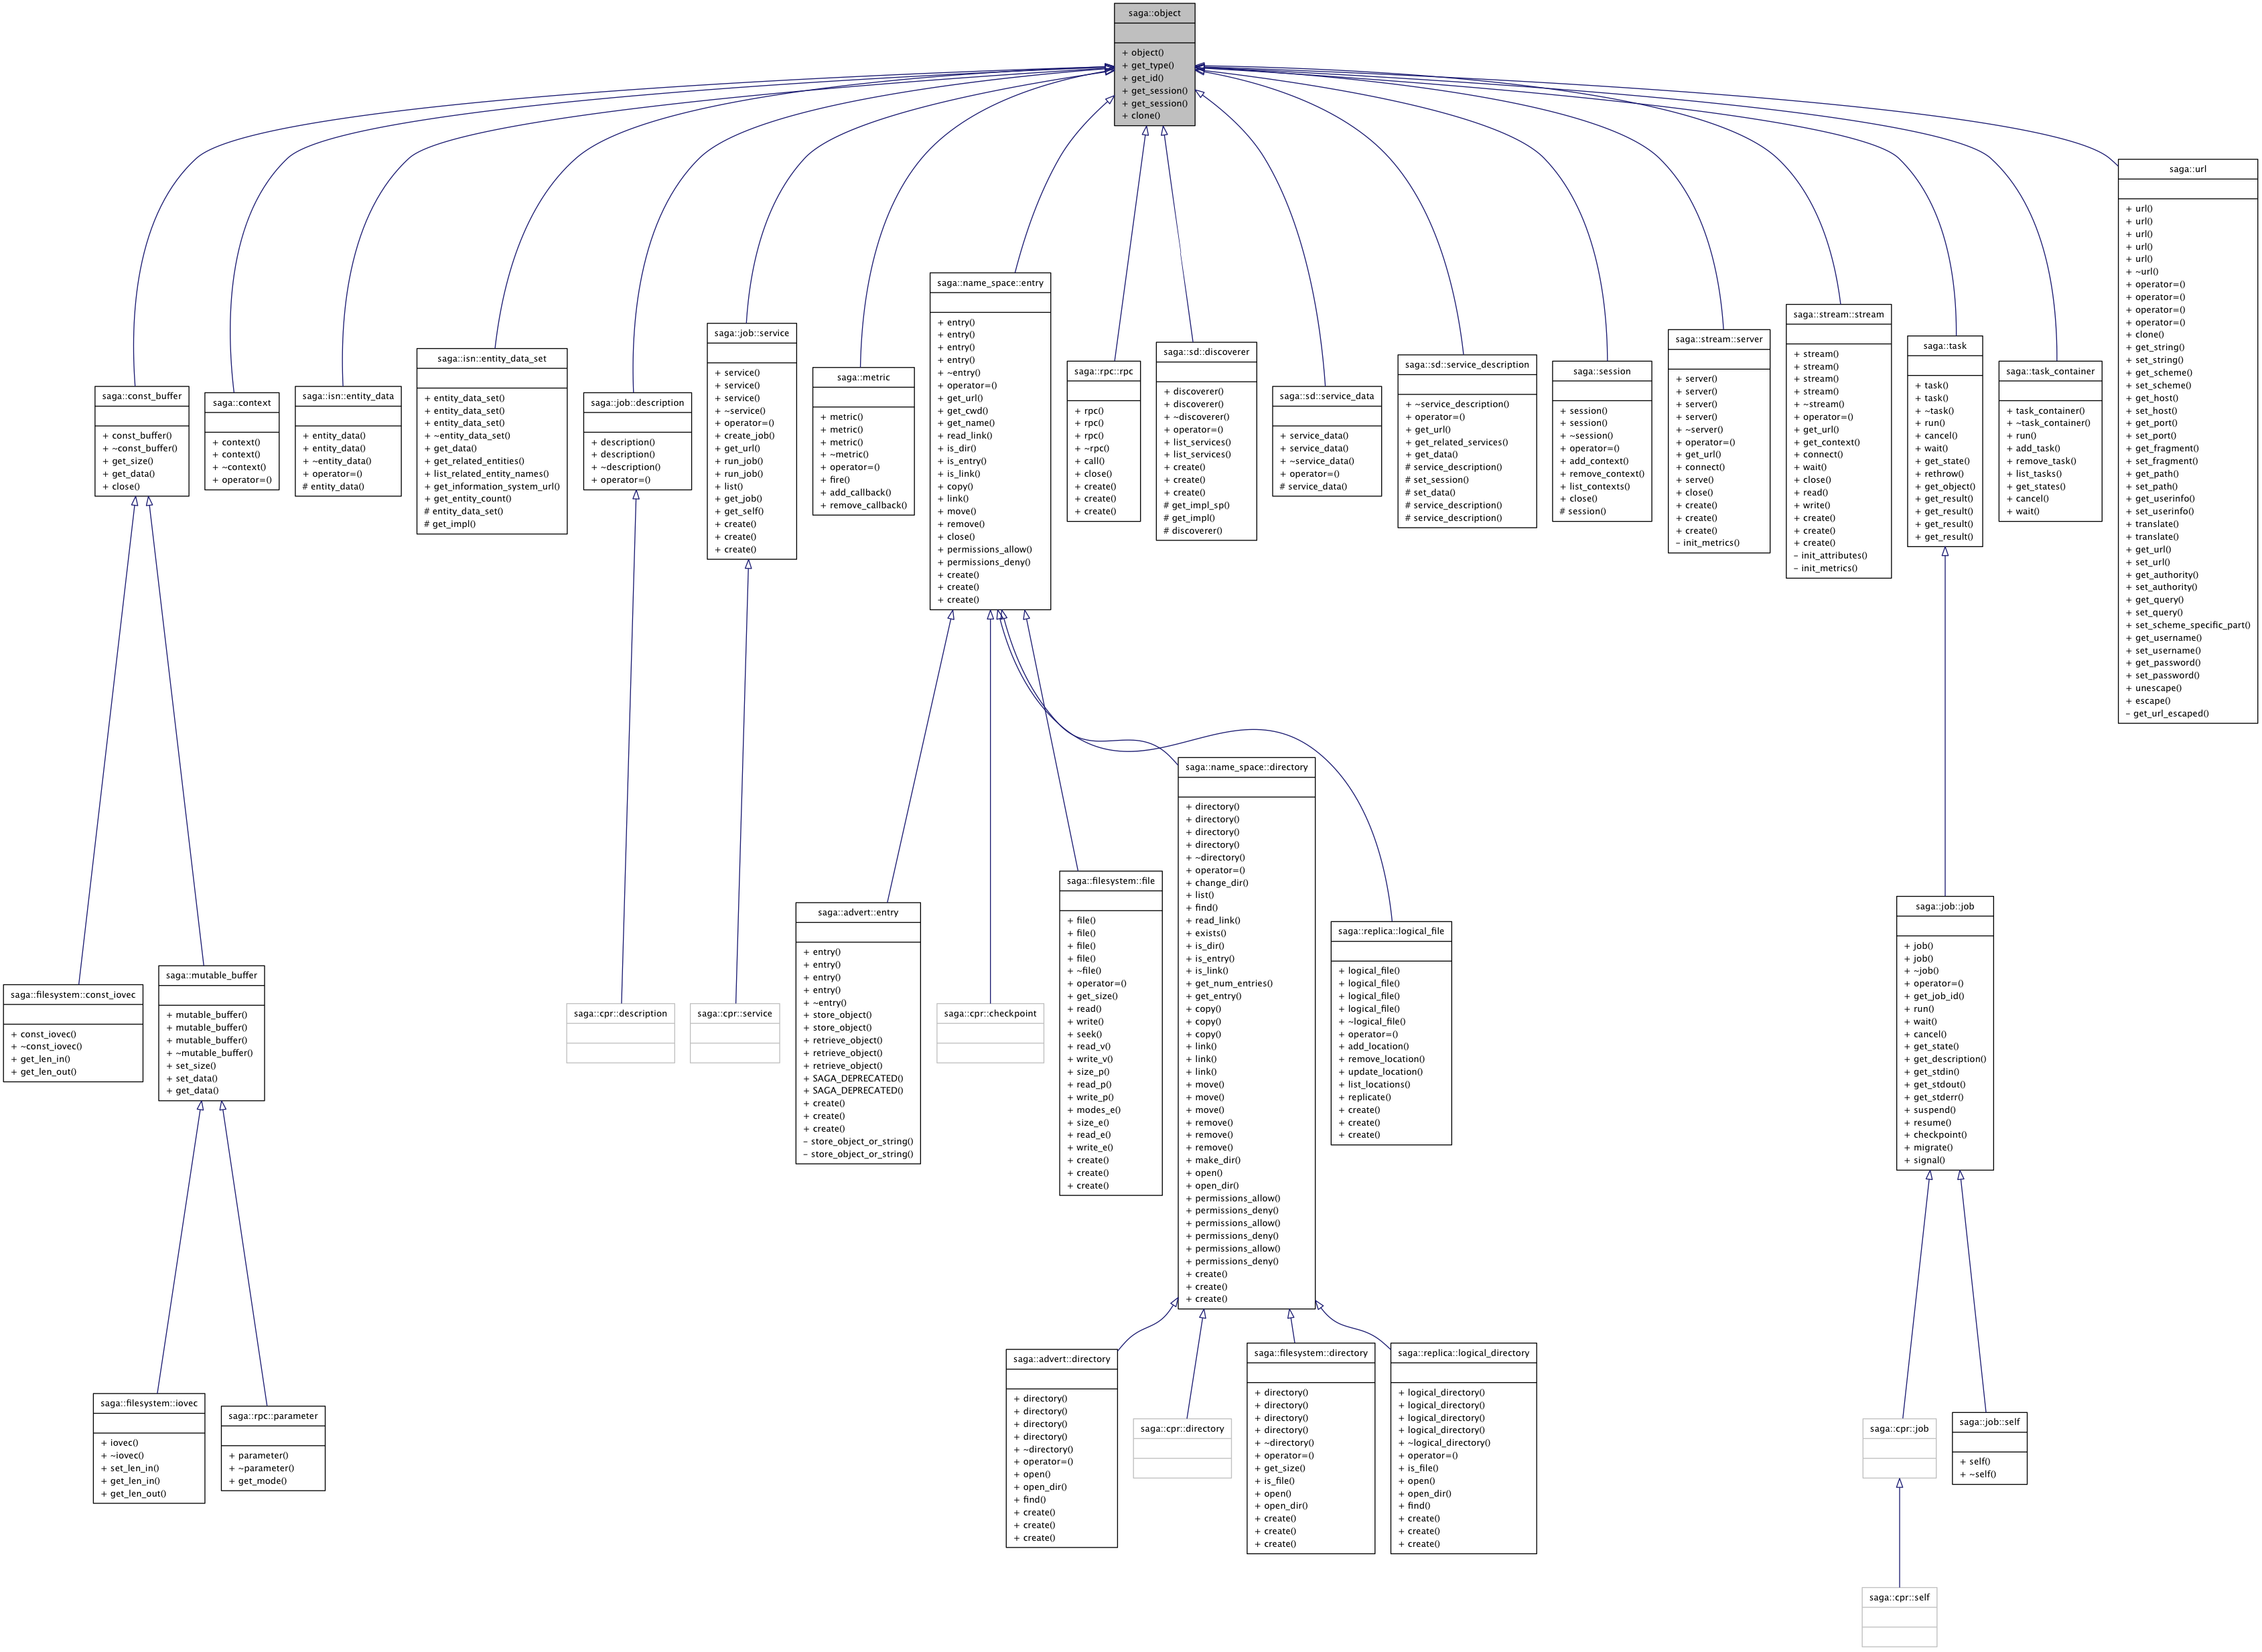 saga::object
+ object()
+ get_type()
+ get_id()
+ get_session()
+ get_session()
+ clone()
saga::const_buffer
+ const_buffer()
+ ~const_buffer()
+ get_size()
+ get_data()
+ close()
saga::context
+ context()
+ context()
+ ~context()
+ operator=()
saga::isn::entity_data
+ entity_data()
+ entity_data()
+ ~entity_data()
+ operator=()
# entity_data()
saga::isn::entity_data_set
+ entity_data_set()
+ entity_data_set()
+ entity_data_set()
+ ~entity_data_set()
+ get_data()
+ get_related_entities()
+ list_related_entity_names()
+ get_information_system_url()
+ get_entity_count()
# entity_data_set()
# get_impl()
saga::job::description
+ description()
+ description()
+ ~description()
+ operator=()
saga::job::service
+ service()
+ service()
+ service()
+ ~service()
+ operator=()
+ create_job()
+ get_url()
+ run_job()
+ run_job()
+ list()
+ get_job()
+ get_self()
+ create()
+ create()
+ create()
saga::metric
+ metric()
+ metric()
+ metric()
+ ~metric()
+ operator=()
+ fire()
+ add_callback()
+ remove_callback()
saga::name_space::entry
+ entry()
+ entry()
+ entry()
+ entry()
+ ~entry()
+ operator=()
+ get_url()
+ get_cwd()
+ get_name()
+ read_link()
+ is_dir()
+ is_entry()
+ is_link()
+ copy()
+ link()
+ move()
+ remove()
+ close()
+ permissions_allow()
+ permissions_deny()
+ create()
+ create()
+ create()
saga::rpc::rpc
+ rpc()
+ rpc()
+ rpc()
+ ~rpc()
+ call()
+ close()
+ create()
+ create()
+ create()
saga::sd::discoverer
+ discoverer()
+ discoverer()
+ ~discoverer()
+ operator=()
+ list_services()
+ list_services()
+ create()
+ create()
+ create()
# get_impl_sp()
# get_impl()
# discoverer()
saga::sd::service_data
+ service_data()
+ service_data()
+ ~service_data()
+ operator=()
# service_data()
saga::sd::service_description
+ ~service_description()
+ operator=()
+ get_url()
+ get_related_services()
+ get_data()
# service_description()
# set_session()
# set_data()
# service_description()
# service_description()
saga::session
+ session()
+ session()
+ ~session()
+ operator=()
+ add_context()
+ remove_context()
+ list_contexts()
+ close()
# session()
saga::stream::server
+ server()
+ server()
+ server()
+ server()
+ ~server()
+ operator=()
+ get_url()
+ connect()
+ serve()
+ close()
+ create()
+ create()
+ create()
- init_metrics()
saga::stream::stream
+ stream()
+ stream()
+ stream()
+ stream()
+ ~stream()
+ operator=()
+ get_url()
+ get_context()
+ connect()
+ wait()
+ close()
+ read()
+ write()
+ create()
+ create()
+ create()
- init_attributes()
- init_metrics()
saga::task
+ task()
+ task()
+ ~task()
+ run()
+ cancel()
+ wait()
+ get_state()
+ rethrow()
+ get_object()
+ get_result()
+ get_result()
+ get_result()
+ get_result()
saga::task_container
+ task_container()
+ ~task_container()
+ run()
+ add_task()
+ remove_task()
+ list_tasks()
+ get_states()
+ cancel()
+ wait()
saga::url
+ url()
+ url()
+ url()
+ url()
+ url()
+ ~url()
+ operator=()
+ operator=()
+ operator=()
+ operator=()
+ clone()
+ get_string()
+ set_string()
+ get_scheme()
+ set_scheme()
+ get_host()
+ set_host()
+ get_port()
+ set_port()
+ get_fragment()
+ set_fragment()
+ get_path()
+ set_path()
+ get_userinfo()
+ set_userinfo()
+ translate()
+ translate()
+ get_url()
+ set_url()
+ get_authority()
+ set_authority()
+ get_query()
+ set_query()
+ set_scheme_specific_part()
+ get_username()
+ set_username()
+ get_password()
+ set_password()
+ unescape()
+ escape()
- get_url_escaped()
saga::filesystem::const_iovec
+ const_iovec()
+ ~const_iovec()
+ get_len_in()
+ get_len_out()
saga::mutable_buffer
+ mutable_buffer()
+ mutable_buffer()
+ mutable_buffer()
+ ~mutable_buffer()
+ set_size()
+ set_data()
+ get_data()
saga::cpr::description
saga::cpr::service
saga::advert::entry
+ entry()
+ entry()
+ entry()
+ entry()
+ ~entry()
+ store_object()
+ store_object()
+ retrieve_object()
+ retrieve_object()
+ retrieve_object()
+ SAGA_DEPRECATED()
+ SAGA_DEPRECATED()
+ create()
+ create()
+ create()
- store_object_or_string()
- store_object_or_string()
saga::cpr::checkpoint
saga::filesystem::file
+ file()
+ file()
+ file()
+ file()
+ ~file()
+ operator=()
+ get_size()
+ read()
+ write()
+ seek()
+ read_v()
+ write_v()
+ size_p()
+ read_p()
+ write_p()
+ modes_e()
+ size_e()
+ read_e()
+ write_e()
+ create()
+ create()
+ create()
saga::name_space::directory
+ directory()
+ directory()
+ directory()
+ directory()
+ ~directory()
+ operator=()
+ change_dir()
+ list()
+ find()
+ read_link()
+ exists()
+ is_dir()
+ is_entry()
+ is_link()
+ get_num_entries()
+ get_entry()
+ copy()
+ copy()
+ copy()
+ link()
+ link()
+ link()
+ move()
+ move()
+ move()
+ remove()
+ remove()
+ remove()
+ make_dir()
+ open()
+ open_dir()
+ permissions_allow()
+ permissions_deny()
+ permissions_allow()
+ permissions_deny()
+ permissions_allow()
+ permissions_deny()
+ create()
+ create()
+ create()
saga::replica::logical_file
+ logical_file()
+ logical_file()
+ logical_file()
+ logical_file()
+ ~logical_file()
+ operator=()
+ add_location()
+ remove_location()
+ update_location()
+ list_locations()
+ replicate()
+ create()
+ create()
+ create()
saga::job::job
+ job()
+ job()
+ ~job()
+ operator=()
+ get_job_id()
+ run()
+ wait()
+ cancel()
+ get_state()
+ get_description()
+ get_stdin()
+ get_stdout()
+ get_stderr()
+ suspend()
+ resume()
+ checkpoint()
+ migrate()
+ signal()
saga::filesystem::iovec
+ iovec()
+ ~iovec()
+ set_len_in()
+ get_len_in()
+ get_len_out()
saga::rpc::parameter
+ parameter()
+ ~parameter()
+ get_mode()
saga::advert::directory
+ directory()
+ directory()
+ directory()
+ directory()
+ ~directory()
+ operator=()
+ open()
+ open_dir()
+ find()
+ create()
+ create()
+ create()
saga::cpr::directory
saga::filesystem::directory
+ directory()
+ directory()
+ directory()
+ directory()
+ ~directory()
+ operator=()
+ get_size()
+ is_file()
+ open()
+ open_dir()
+ create()
+ create()
+ create()
saga::replica::logical_directory
+ logical_directory()
+ logical_directory()
+ logical_directory()
+ logical_directory()
+ ~logical_directory()
+ operator=()
+ is_file()
+ open()
+ open_dir()
+ find()
+ create()
+ create()
+ create()
saga::cpr::job
saga::job::self
+ self()
+ ~self()
saga::cpr::self